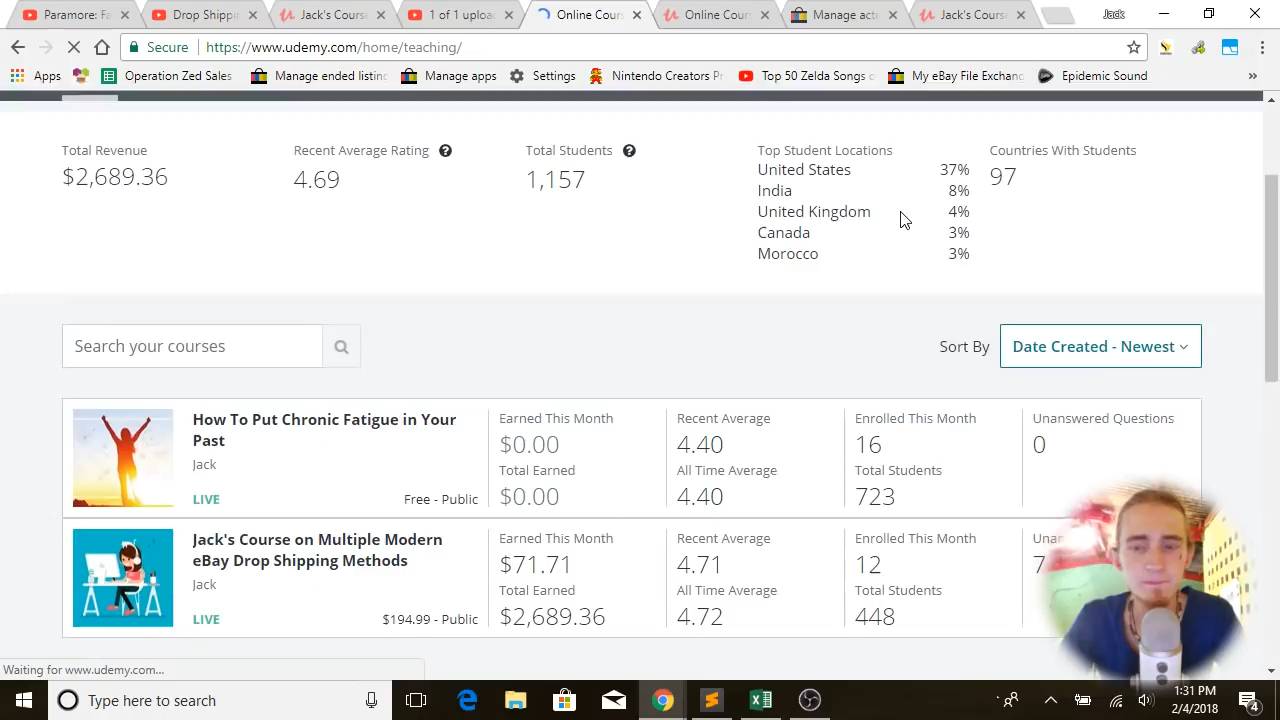 Paramore Fa
Drop Shippi
Jack's Cours
1 of 1 uploa
Online Cour
Online Cour
Manage acti
Jack's Cours
Jack
Secure https://www.udemy.com/home/teaching/
Apps
Operation Zed Sales
Manage ended listin
Manage apps
Settings
Nintendo Creators Pr
Top 50 Zelda Songs o
My eBay File Exchan
Epidemic Sound
»
Total Revenue
$2,689.36
Recent Average Rating ?
4.69
Total Students ?
1,157
Top Student Locations
United States 37%
India 8%
United Kingdom 4%
Canada 3%
Morocco 3%
Countries With Students
97
Search your courses
Sort By
Date Created - Newest
How To Put Chronic Fatigue in Your
Past
Jack
LIVE
Free - Public
Earned This Month
$0.00
Total Earned
$0.00
Recent Average
4.40
All Time Average
4.40
Enrolled This Month
16
Total Students
723
Unanswered Questions
0
Jack's Course on Multiple Modern
eBay Drop Shipping Methods
Jack
LIVE
$194.99 - Public
Earned This Month
$71.71
Total Earned
$2,689.36
Recent Average
4.71
All Time Average
4.72
Enrolled This Month
12
Total Students
448
Unan
7
Waiting for www.udemy.com...
Type here to search
1:31 PM
2/4/2018
4